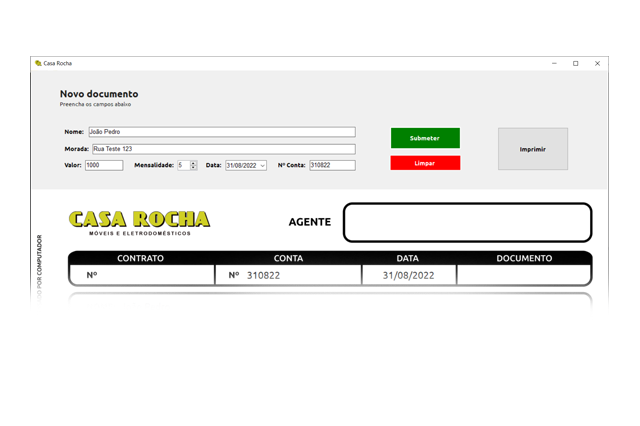 Casa Rocha
Novo documento
Preencha os campos abaixo
Nome: João Pedro
Submeter
Imprimir
Morada: Rua Teste 123
Limpar
Valor: 1000 Mensalidade: 5 Data: 31/08/2022 Nº Conta: 310822
CASA ROCHA
MÓVEIS E ELETRODOMÉSTICOS
AGENTE
CONTRATO CONTA DATA DOCUMENTO
Nº Nº 310822 31/08/2022
POR COMPUTADOR